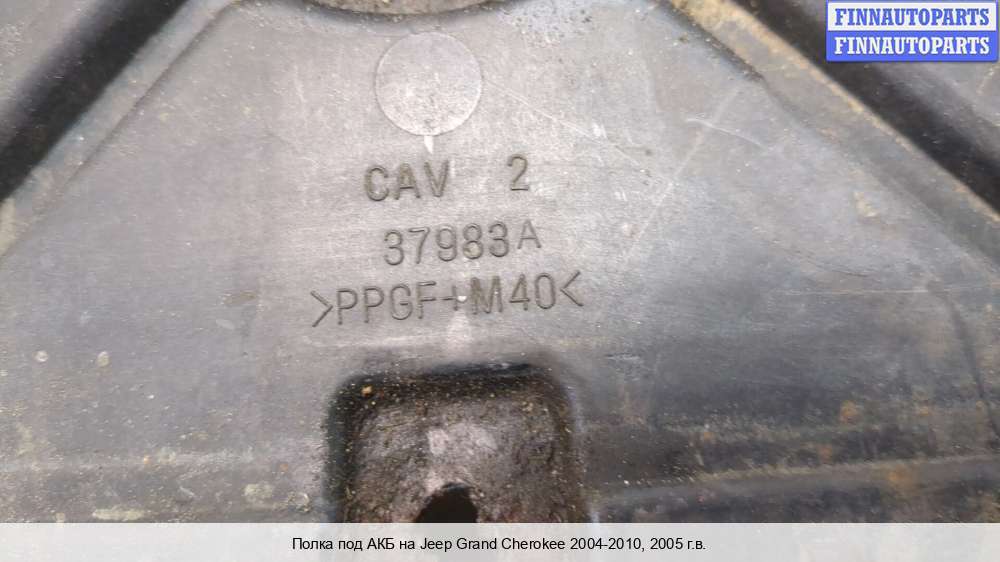 FINNAUTOPARTS
FINNAUTOPARTS
CAV 2
37983A
>PPGF+M40<
Полка под АКБ на Jeep Grand Cherokee 2004-2010, 2005 г.в.